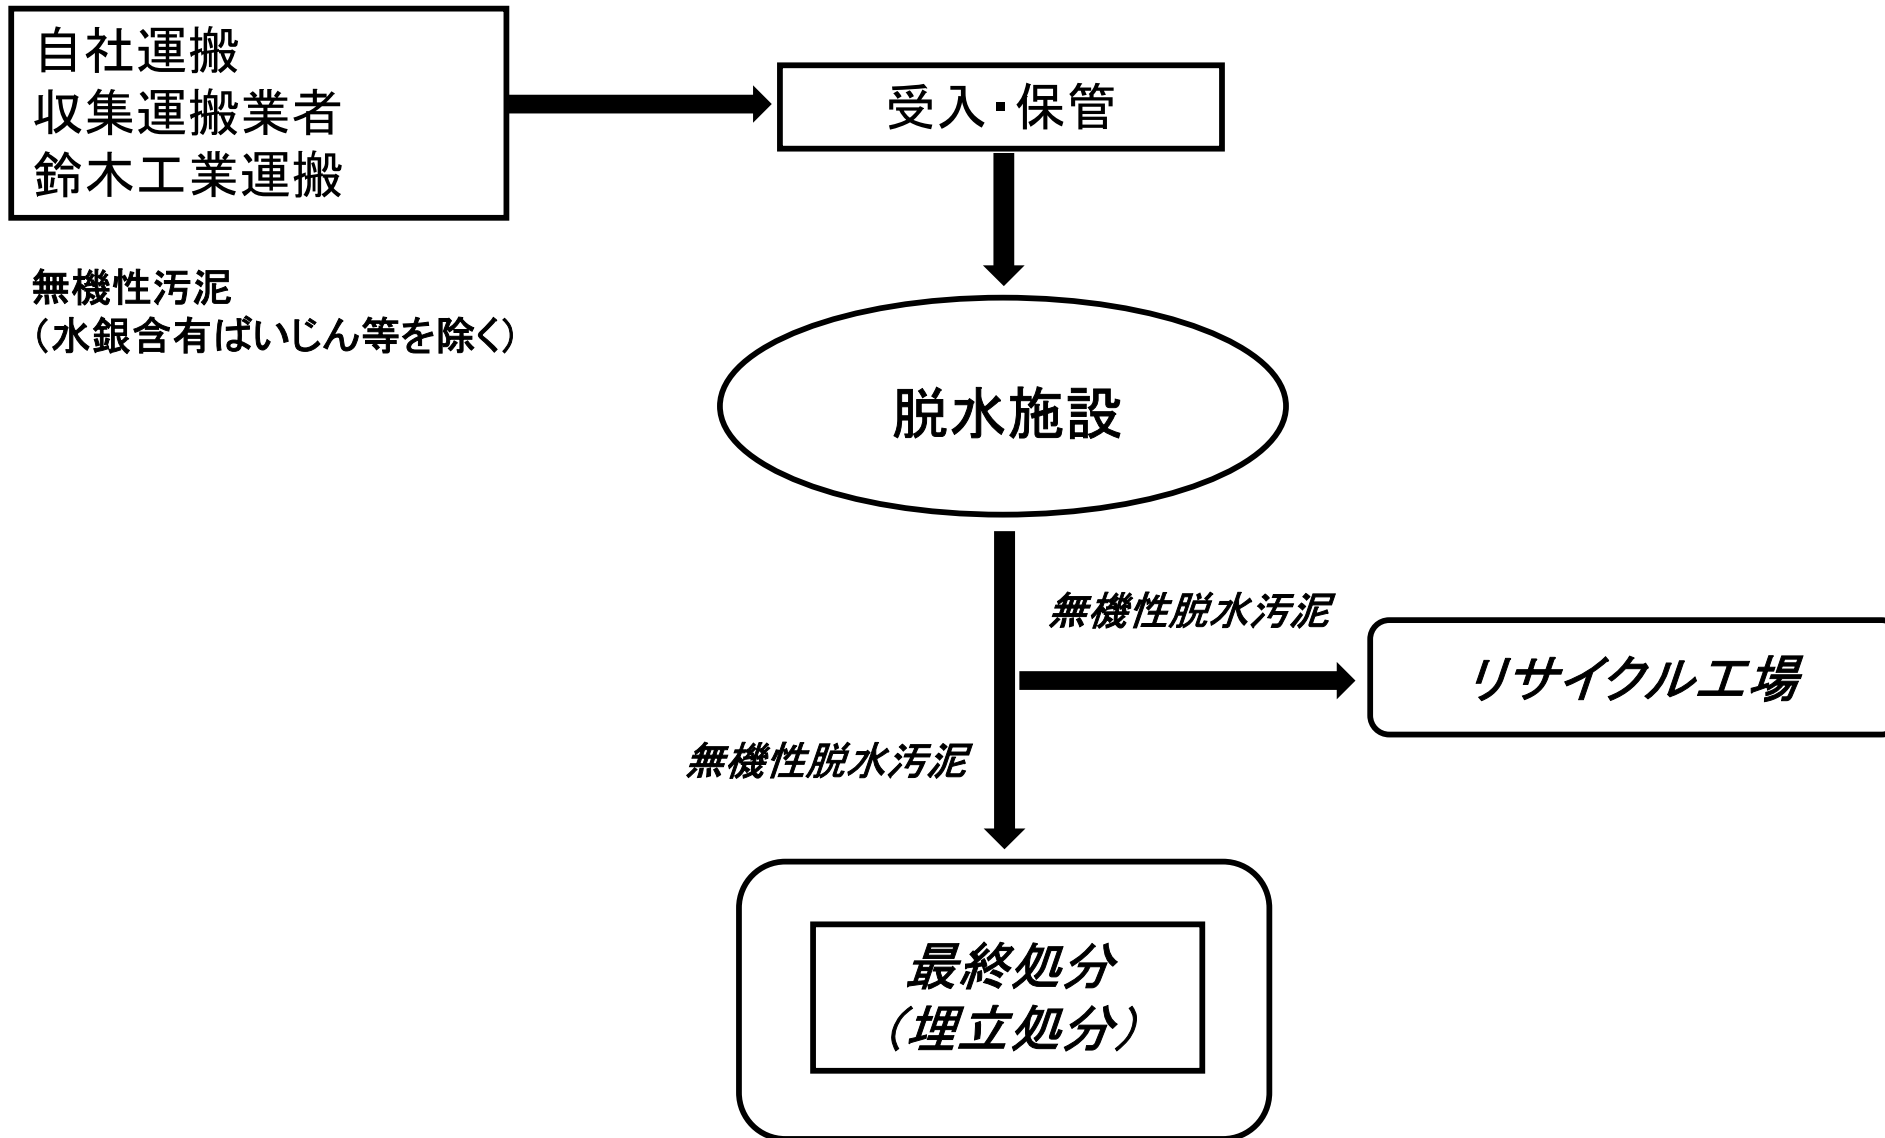 自社運搬
収集運搬業者
鈴木工業運搬
受入・保管
無機性汚泥
（水銀含有ばいじん等を除く）
脱水施設
無機性脱水汚泥
リサイクル工場
無機性脱水汚泥
最終処分
（埋立処分）